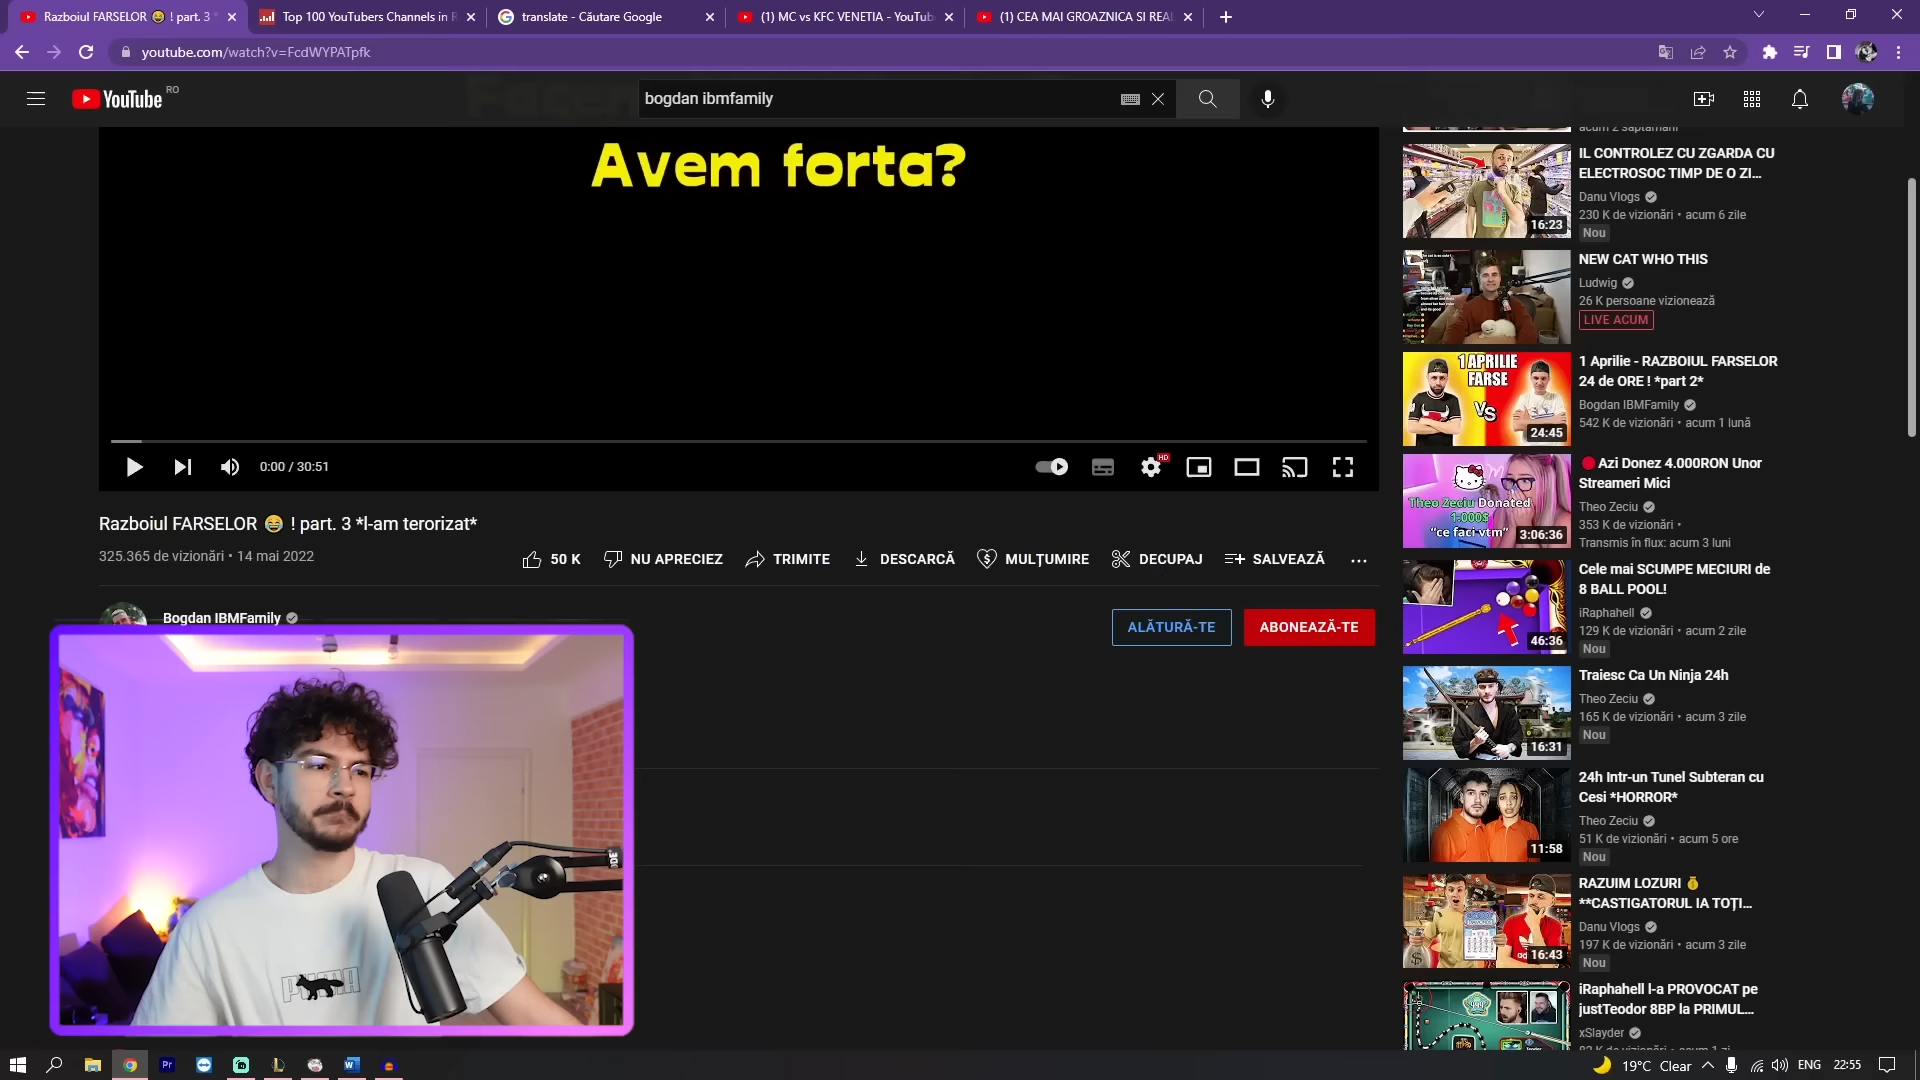 Razboiul FARSELOR 😂 ! part. 3 *
Top 100 YouTubers Channels in R
translate - Căutare Google
(1) MC vs KFC VENETIA - YouTub
(1) CEA MAI GROAZNICA SI REAL
youtube.com/watch?v=FcdWYPATpfk
YouTube RO
bogdan ibmfamily
Avem forta?
0:00 / 30:51
HD
Razboiul FARSELOR 😂 ! part. 3 *l-am terorizat*
325.365 de vizionări • 14 mai 2022
50 K
NU APRECIEZ
TRIMITE
DESCARCĂ
MULȚUMIRE
DECUPAJ
SALVEAZĂ
Bogdan IBMFamily
ALĂTURĂ-TE
ABONEAZĂ-TE
PUMA
acum 2 săptămâni
IL CONTROLEZ CU ZGARDA CU
ELECTROSOC TIMP DE O ZI...
Danu Vlogs
230 K de vizionări • acum 6 zile
Nou
16:23
NEW CAT WHO THIS
Ludwig
26 K persoane vizionează
LIVE ACUM
1 APRILIE
FARSE
VS
24:45
1 Aprilie - RAZBOIUL FARSELOR
24 de ORE ! *part 2*
Bogdan IBMFamily
542 K de vizionări • acum 1 lună
Theo Zeciu Donated
1.000$
"ce faci vtm"
3:06:36
🔴Azi Donez 4.000RON Unor
Streameri Mici
Theo Zeciu
353 K de vizionări •
Transmis în flux: acum 3 luni
46:36
Cele mai SCUMPE MECIURI de
8 BALL POOL!
iRaphahell
129 K de vizionări • acum 2 zile
Nou
16:31
Traiesc Ca Un Ninja 24h
Theo Zeciu
165 K de vizionări • acum 3 zile
Nou
11:58
24h Intr-un Tunel Subteran cu
Cesi *HORROR*
Theo Zeciu
51 K de vizionări • acum 5 ore
Nou
16:43
RAZUIM LOZURI 💰
**CASTIGATORUL IA TOȚI...
Danu Vlogs
197 K de vizionări • acum 3 zile
Nou
iRaphahell l-a PROVOCAT pe
justTeodor 8BP la PRIMUL...
xSlayder
Pr
19°C Clear
ENG
22:55